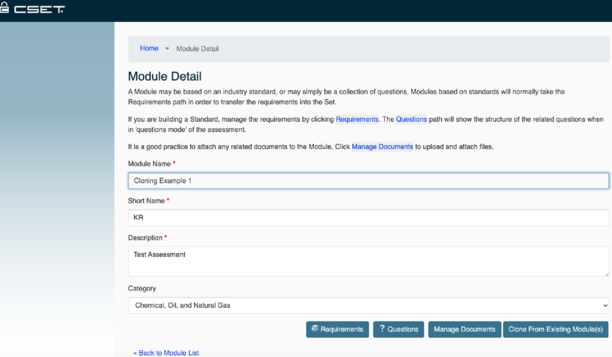 CSET
Home • Module Detail
Module Detail
A Module may be based on an industry standard, or may simply be a collection of questions. Modules based on standards will normally take the
Requirements path in order to transfer the requirements into the Set.
If you are building a Standard, manage the requirements by clicking Requirements. The Questions path will show the structure of the related questions when
in 'questions mode' of the assessment.
It is a good practice to attach any related documents to the Module. Click Manage Documents to upload and attach files.
Module Name *
Cloning Example 1
Short Name *
KR
Description *
Test Assessment
Category
Chemical, Oil, and Natural Gas
Requirements ? Questions Manage Documents Clone From Existing Module(s)
« Back to Module List